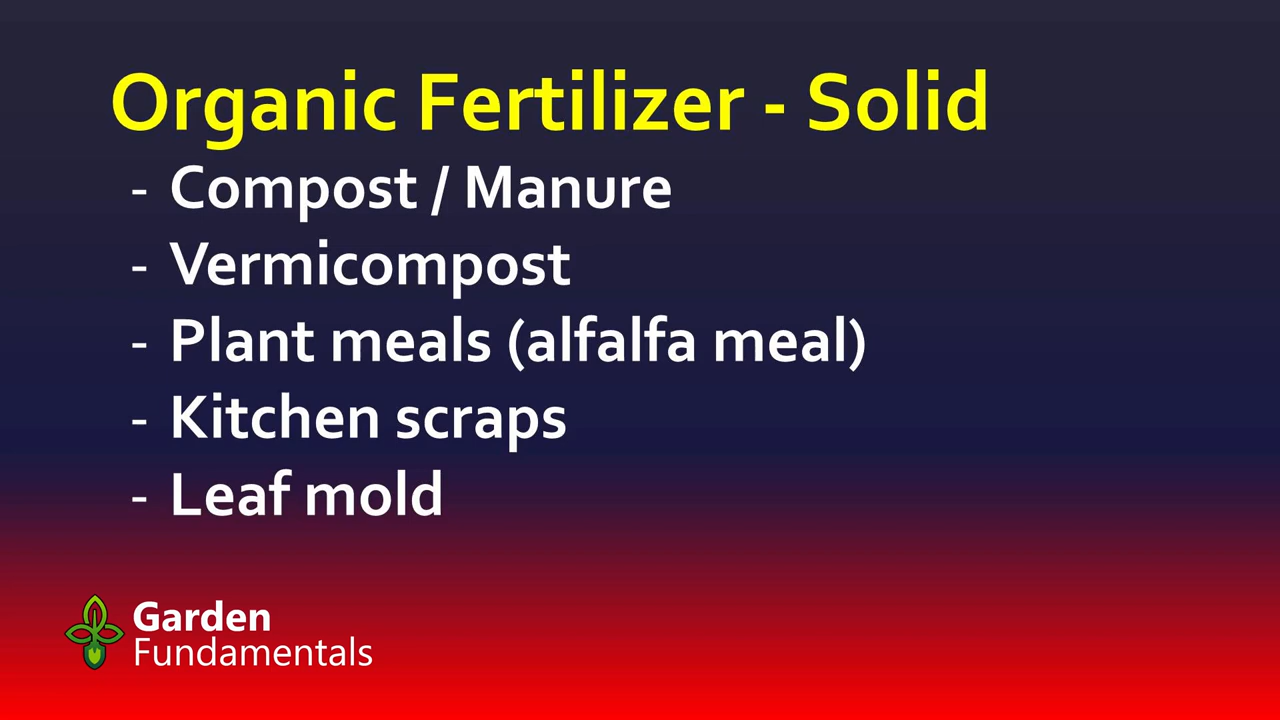 Organic Fertilizer - Solid
- Compost / Manure
- Vermicompost
- Plant meals (alfalfa meal)
- Kitchen scraps
- Leaf mold
Garden
Fundamentals